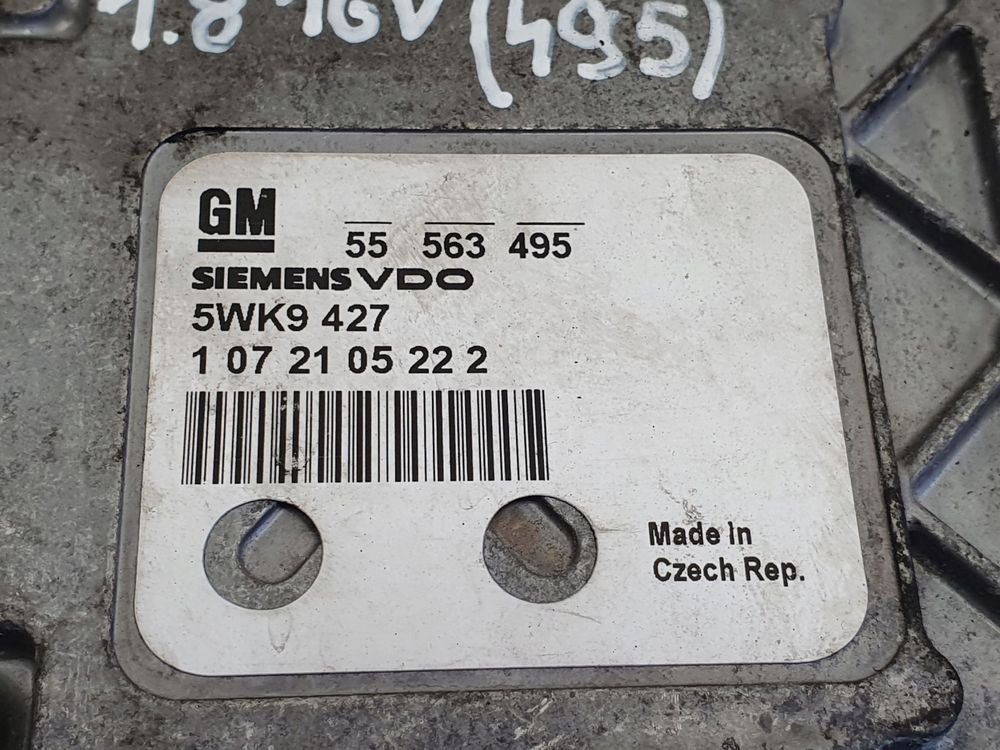 1.8 16V (495)
GM
55 563 495
SIEMENS VDO
5WK9 427
1 07 21 05 22 2
Made In
Czech Rep.